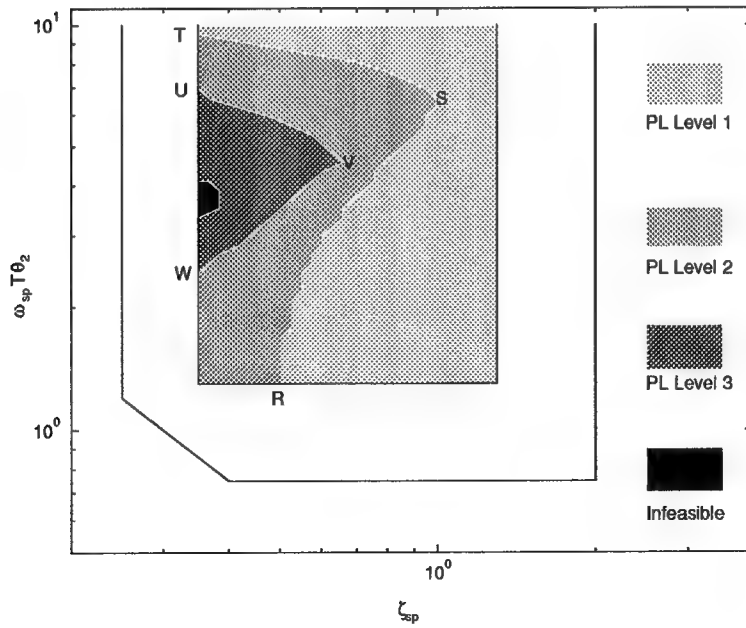 10¹
T
U
S
V
W
R
10⁰
10⁰
ω_sp Tθ₂
ζ_sp
PL Level 1
PL Level 2
PL Level 3
Infeasible